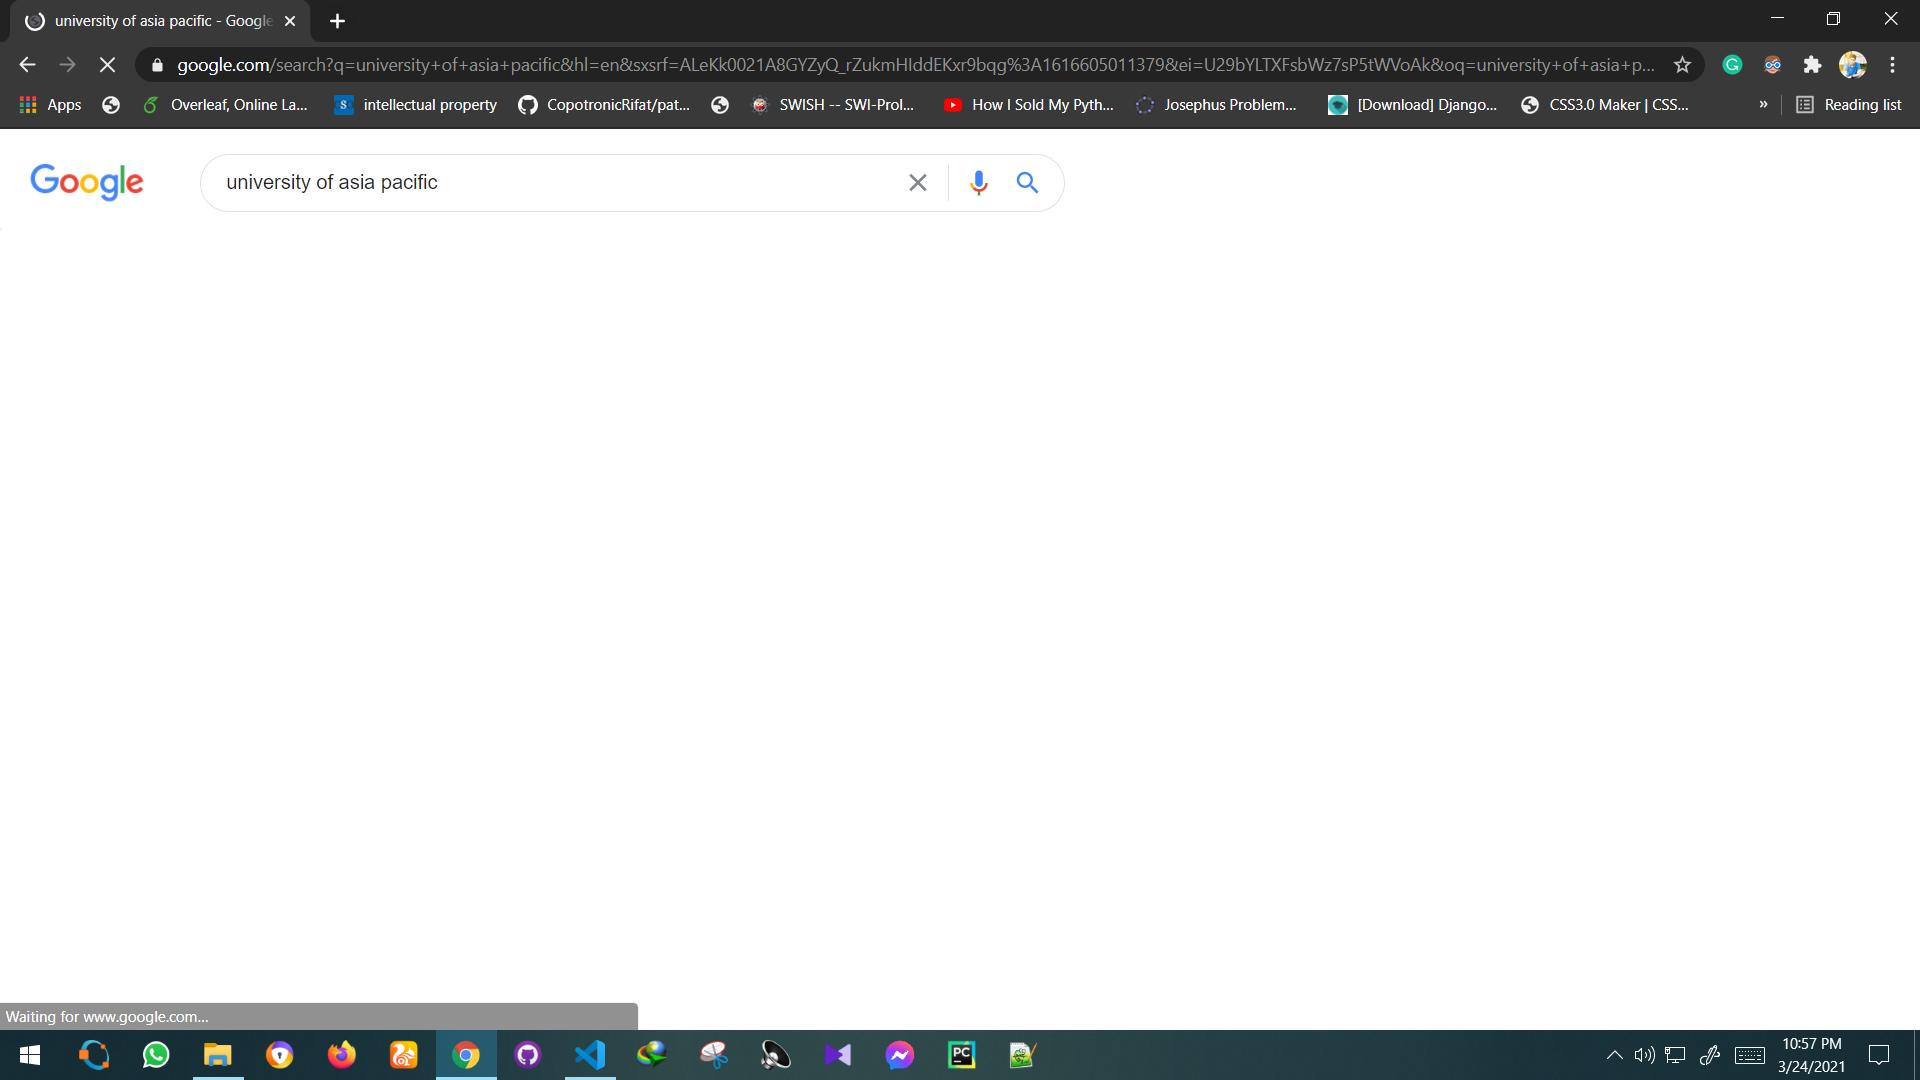 university of asia pacific - Google
google.com/search?q=university+of+asia+pacific&hl=en&sxsrf=ALeKk0021A8GYZyQ_rZukmHIddEKxr9bqg%3A1616605011379&ei=U29bYLTXFsbWz7sP5tWVoAk&oq=university+of+asia+p...
Apps Overleaf, Online La... S intellectual property CopotronicRifat/pat... SWISH -- SWI-Prol... How I Sold My Pyth... Josephus Problem... [Download] Django... CSS3.0 Maker | CSS... » Reading list
Google university of asia pacific
Waiting for www.google.com...
PC
10:57 PM
3/24/2021